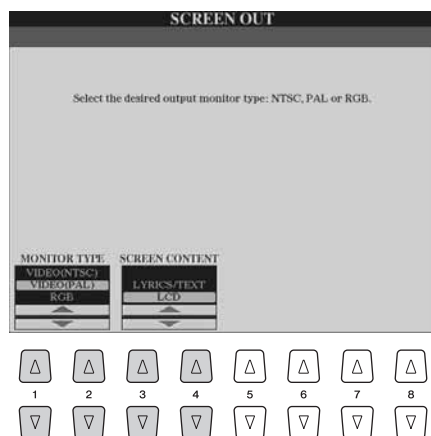 SCREEN OUT
Select the desired output monitor type: NTSC, PAL or RGB.
MONITOR TYPE SCREEN CONTENT
VIDEO(NTSC)
VIDEO(PAL) LYRICS/TEXT
RGB LCD
1 2 3 4 5 6 7 8